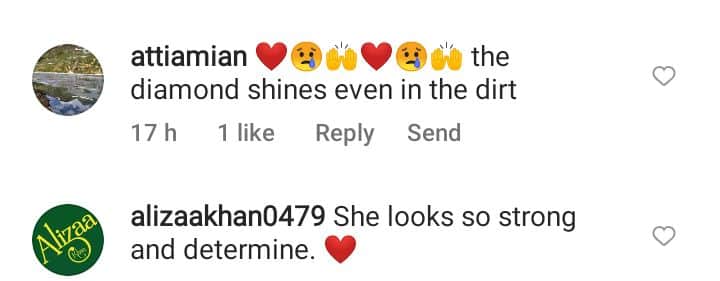 attiamian ❤️😢🙌❤️😢🙌 the
diamond shines even in the dirt
17 h 1 like Reply Send
Alizaa
alizaakhan0479 She looks so strong
and determine. ❤️